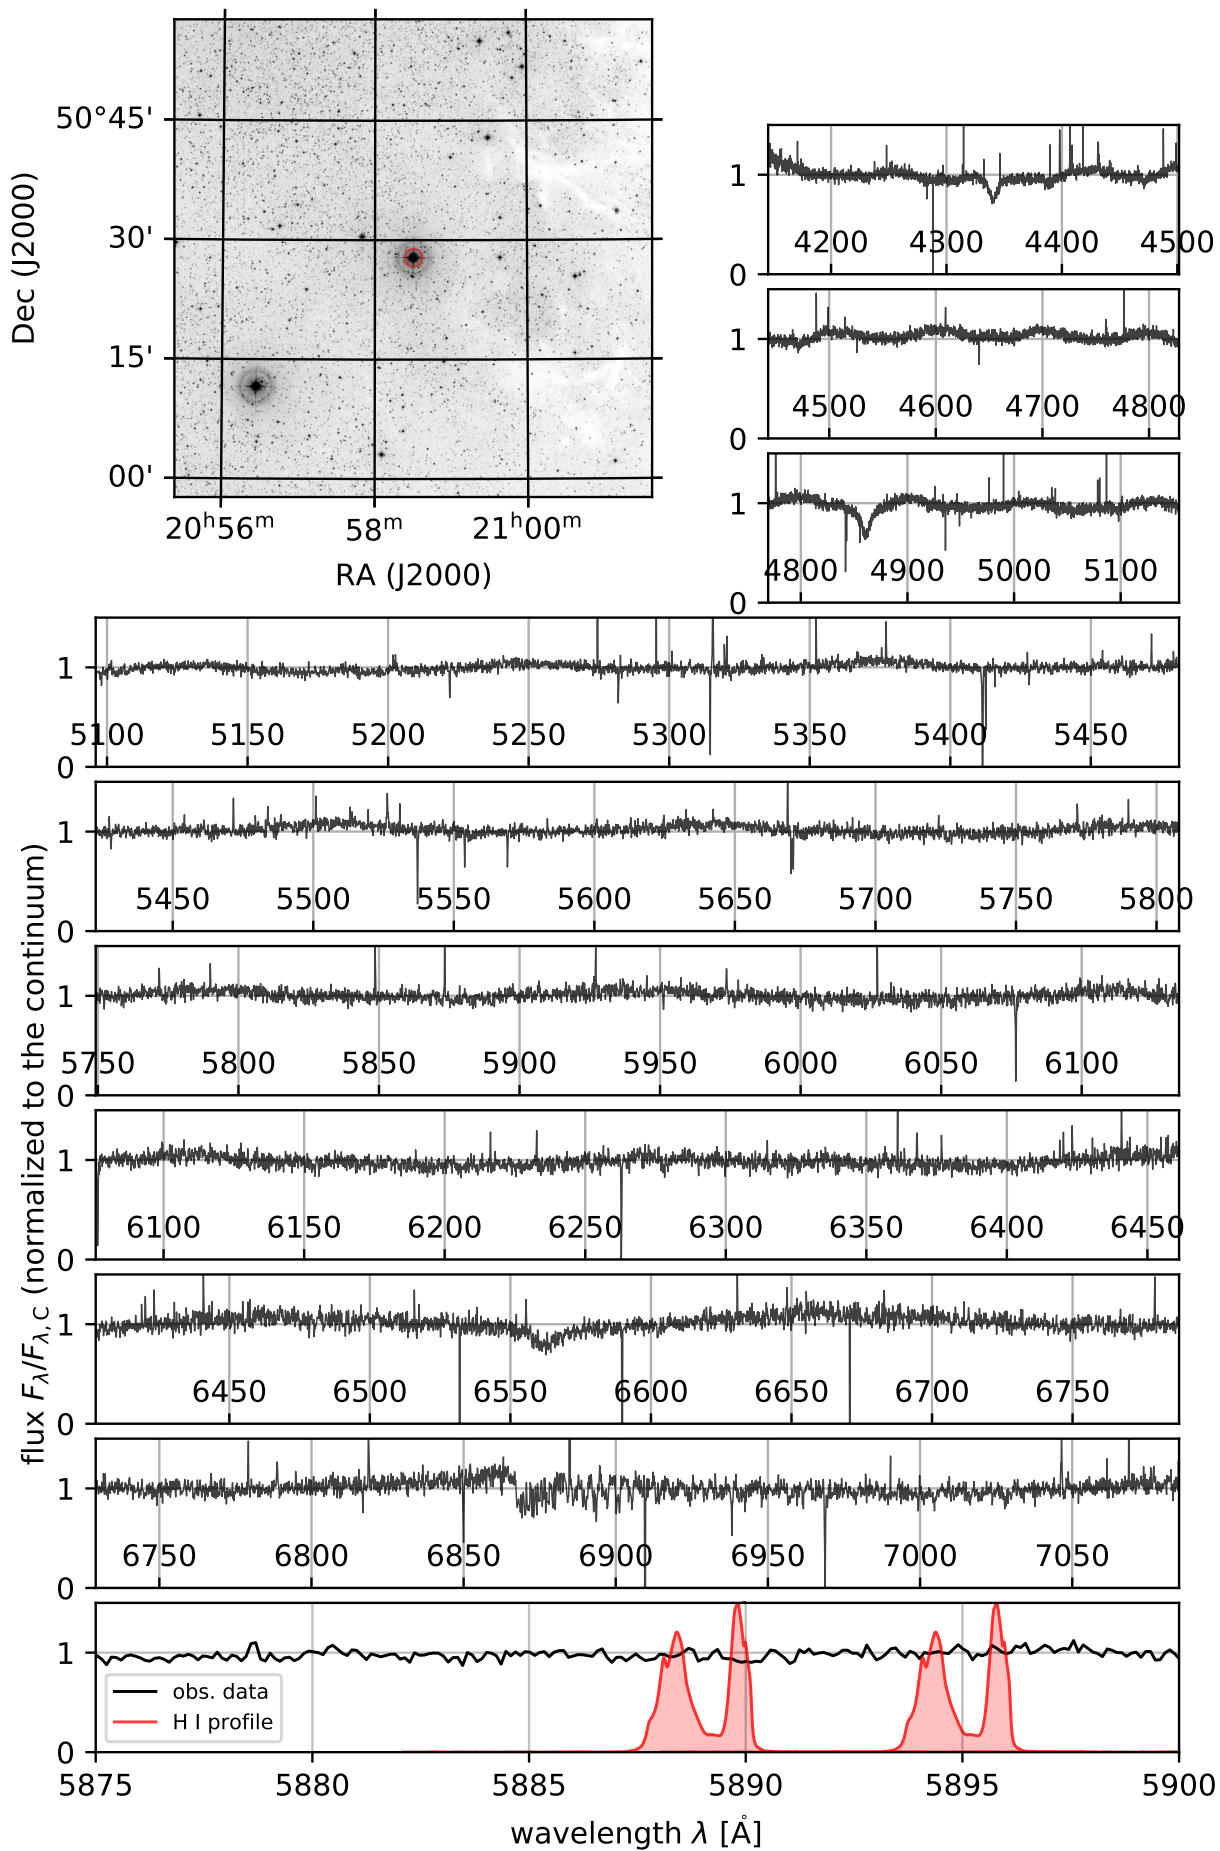 50°45'
30'
15'
00'
Dec (J2000)
20h56m 58m 21h00m
RA (J2000)
1
0
4200 4300 4400 4500
1
0
4500 4600 4700 4800
1
0
4800 4900 5000 5100
1
0
5100 5150 5200 5250 5300 5350 5400 5450
1
0
5450 5500 5550 5600 5650 5700 5750 5800
1
0
5750 5800 5850 5900 5950 6000 6050 6100
1
0
6100 6150 6200 6250 6300 6350 6400 6450
1
0
6450 6500 6550 6600 6650 6700 6750
1
0
6750 6800 6850 6900 6950 7000 7050
flux Fλ/Fλ,C (normalized to the continuum)
1
0
obs. data
H I profile
5875 5880 5885 5890 5895 5900
wavelength λ [Å]